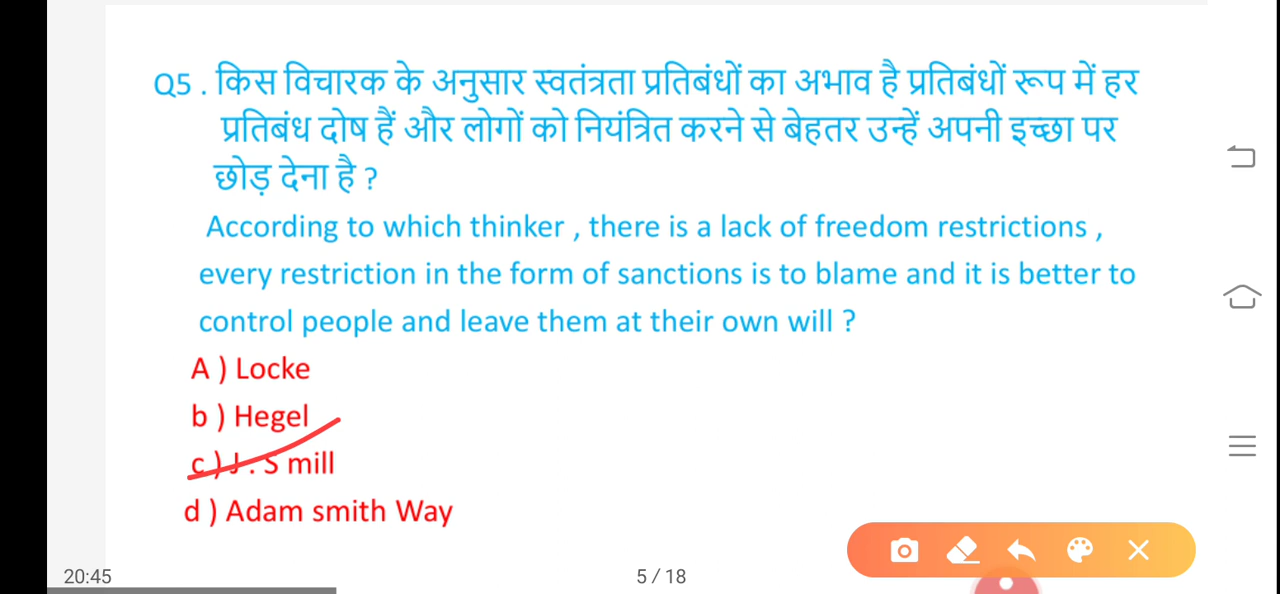 Q5 . किस विचारक के अनुसार स्वतंत्रता प्रतिबंधों का अभाव है प्रतिबंधों रूप में हर
प्रतिबंध दोष हैं और लोगों को नियंत्रित करने से बेहतर उन्हें अपनी इच्छा पर
छोड़ देना है ?
According to which thinker , there is a lack of freedom restrictions ,
every restriction in the form of sanctions is to blame and it is better to
control people and leave them at their own will ?
A ) Locke
b ) Hegel
c ) J . S mill
d ) Adam smith Way
20:45
5 / 18